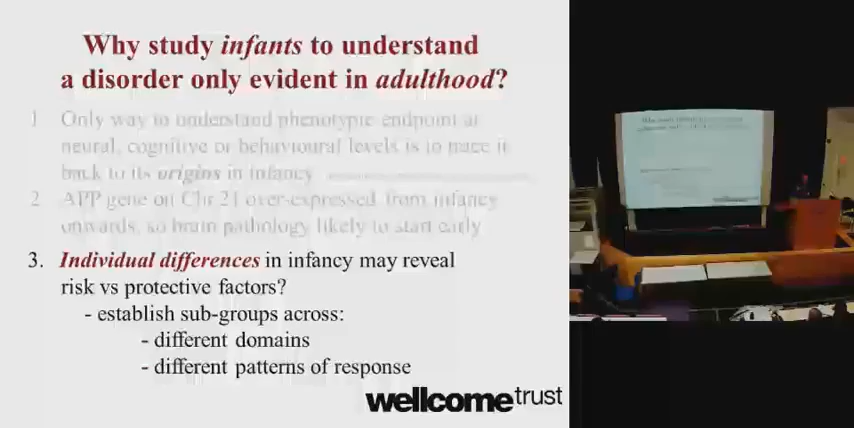 Why study infants to understand
a disorder only evident in adulthood?
1. Only way to understand phenotypic endpoint at
neural, cognitive or behavioural levels is to trace it
back to its origins in infancy
2. APP gene on Chr 21 over-expressed from infancy
onwards, so brain pathology likely to start early
3. Individual differences in infancy may reveal
risk vs protective factors?
- establish sub-groups across:
- different domains
- different patterns of response
wellcometrust